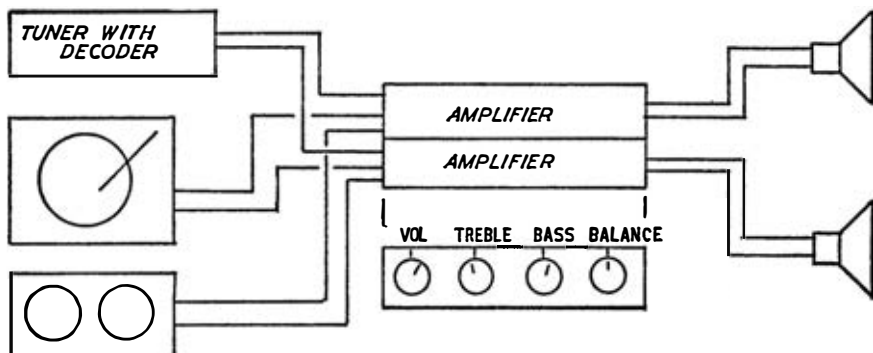 TUNER WITH
DECODER
AMPLIFIER
AMPLIFIER
VOL TREBLE BASS BALANCE